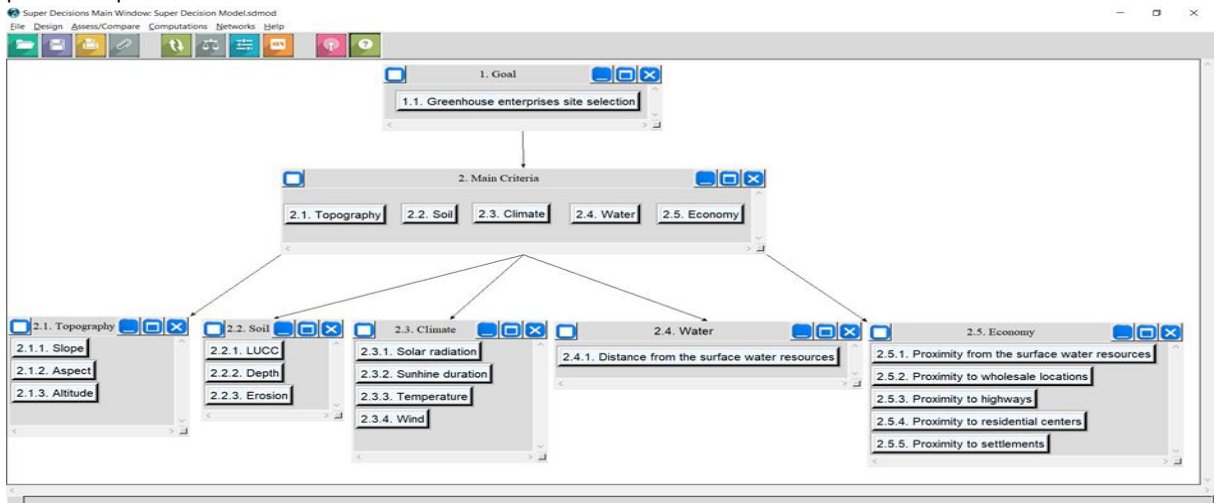 Super Decisions Main Window: Super Decision Model.sdmod
File Design Assess/Compare Computations Networks Help
1. Goal
1.1. Greenhouse enterprises site selection
2. Main Criteria
2.1. Topography 2.2. Soil 2.3. Climate 2.4. Water 2.5. Economy
2.1. Topography
2.1.1. Slope
2.1.2. Aspect
2.1.3. Altitude
2.2. Soil
2.2.1. LUCC
2.2.2. Depth
2.2.3. Erosion
2.3. Climate
2.3.1. Solar radiation
2.3.2. Sunhine duration
2.3.3. Temperature
2.3.4. Wind
2.4. Water
2.4.1. Distance from the surface water resources
2.5. Economy
2.5.1. Proximity from the surface water resources
2.5.2. Proximity to wholesale locations
2.5.3. Proximity to highways
2.5.4. Proximity to residential centers
2.5.5. Proximity to settlements